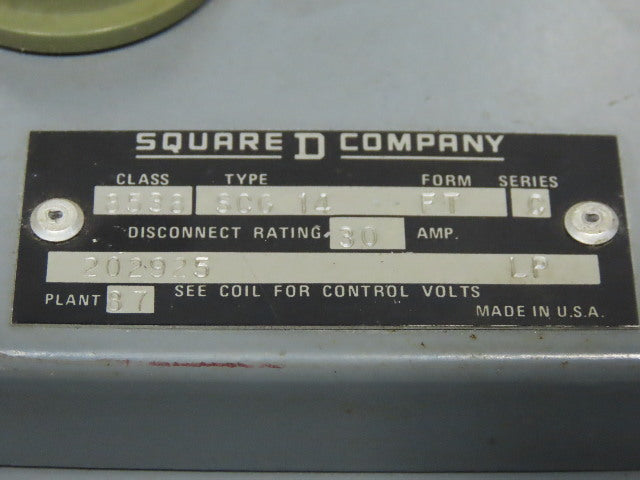 SQUARE D COMPANY
CLASS TYPE FORM SERIES
8538 SCG 14 FT
DISCONNECT RATING 30 AMP.
202925 LP
PLANT 87 SEE COIL FOR CONTROL VOLTS
MADE IN U.S.A.